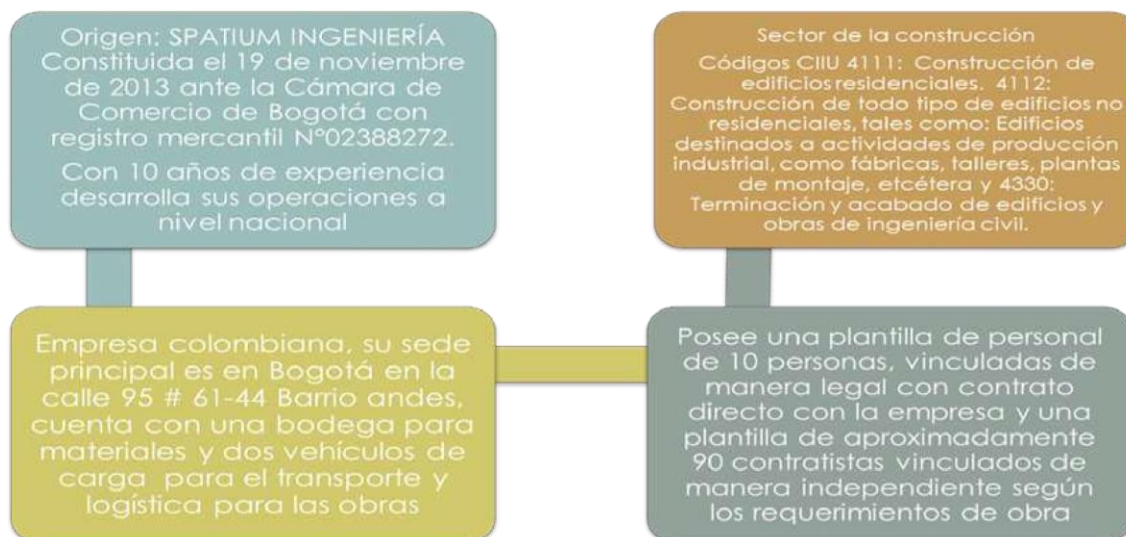 Origen: SPATIUM INGENIERÍA
Constituida el 19 de noviembre
de 2013 ante la Cámara de
Comercio de Bogotá con
registro mercantil N°02388272.
Con 10 años de experiencia
desarrolla sus operaciones a
nivel nacional
Empresa colombiana, su sede
principal es en Bogotá en la
calle 95 # 61-44 Barrio andes,
cuenta con una bodega para
materiales y dos vehículos de
carga para el transporte y
logística para las obras
Posee una plantilla de personal
de 10 personas, vinculadas de
manera legal con contrato
directo con la empresa y una
plantilla de aproximadamente
90 contratistas vinculados de
manera independiente según
los requerimientos de obra
Sector de la construcción
Códigos CIIU 4111: Construcción de
edificios residenciales. 4112:
Construcción de todo tipo de edificios no
residenciales, tales como: Edificios
destinados a actividades de producción
industrial, como fábricas, talleres, plantas
de montaje, etcétera y 4330:
Terminación y acabado de edificios y
obras de ingeniería civil.